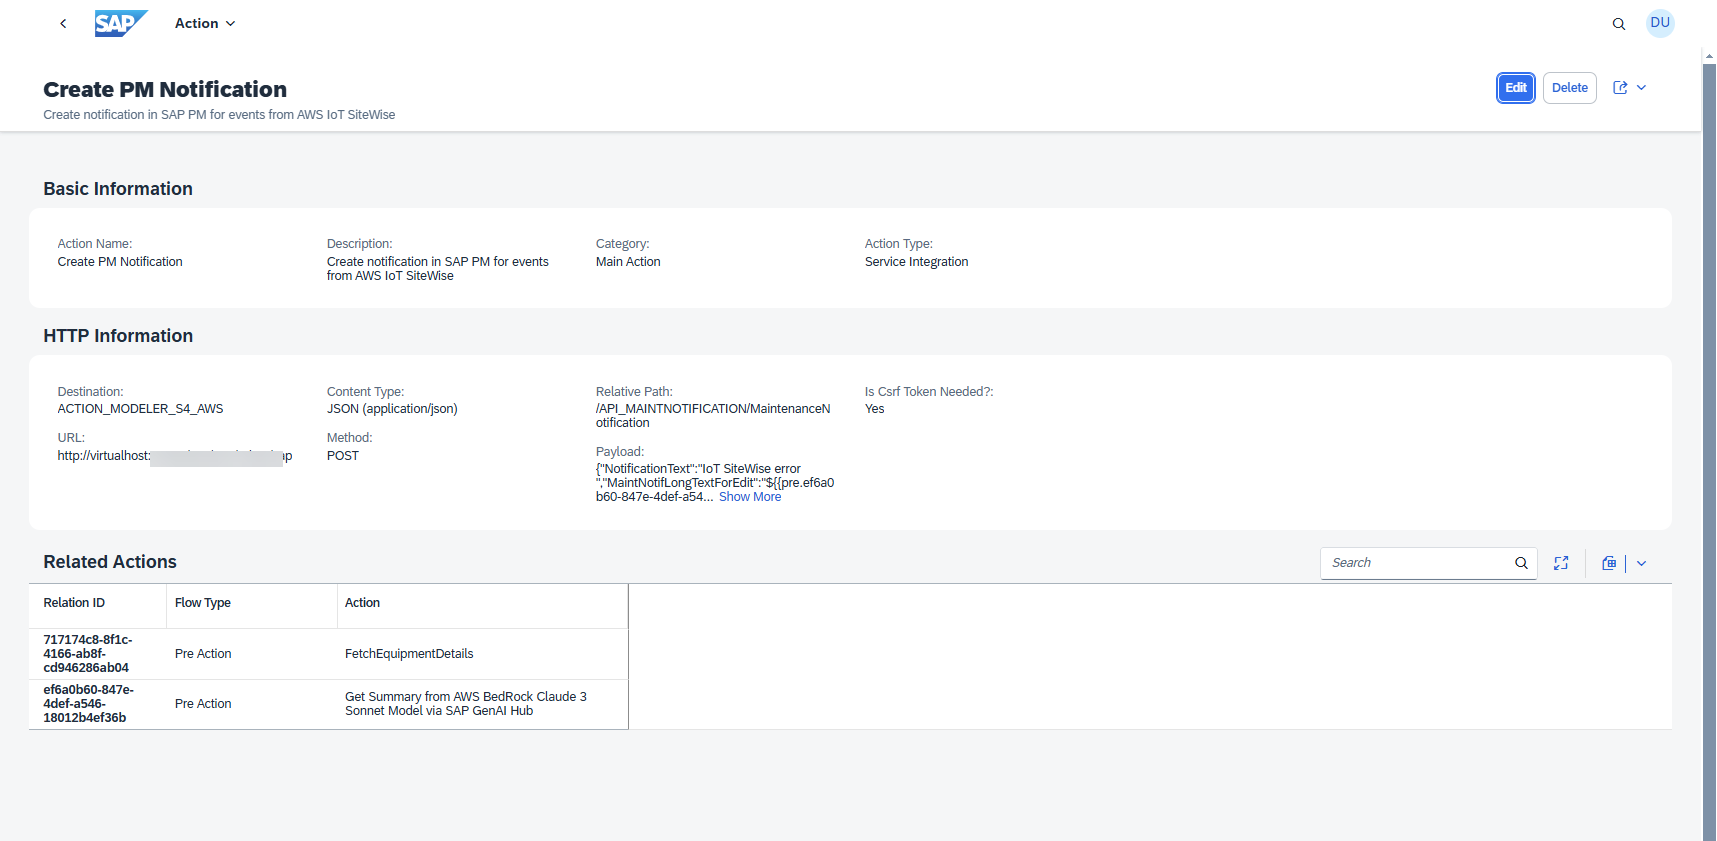 SAP
Action
DU
Create PM Notification
Create notification in SAP PM for events from AWS IoT SiteWise
Edit
Delete
Basic Information
Action Name:
Create PM Notification
Description:
Create notification in SAP PM for events
from AWS IoT SiteWise
Category:
Main Action
Action Type:
Service Integration
HTTP Information
Destination:
ACTION_MODELER_S4_AWS
URL:
http://virtualhost: ap
Content Type:
JSON (application/json)
Method:
POST
Relative Path:
/API_MAINTNOTIFICATION/MaintenanceN
otification
Payload:
{"NotificationText":"IoT SiteWise error
","MaintNotifLongTextForEdit":"${{pre.ef6a0
b60-847e-4def-a54... Show More
Is Csrf Token Needed?:
Yes
Related Actions
Search
Relation ID
Flow Type
Action
717174c8-8f1c-
4166-ab8f-
cd946286ab04
Pre Action
FetchEquipmentDetails
ef6a0b60-847e-
4def-a546-
18012b4ef36b
Pre Action
Get Summary from AWS BedRock Claude 3
Sonnet Model via SAP GenAI Hub